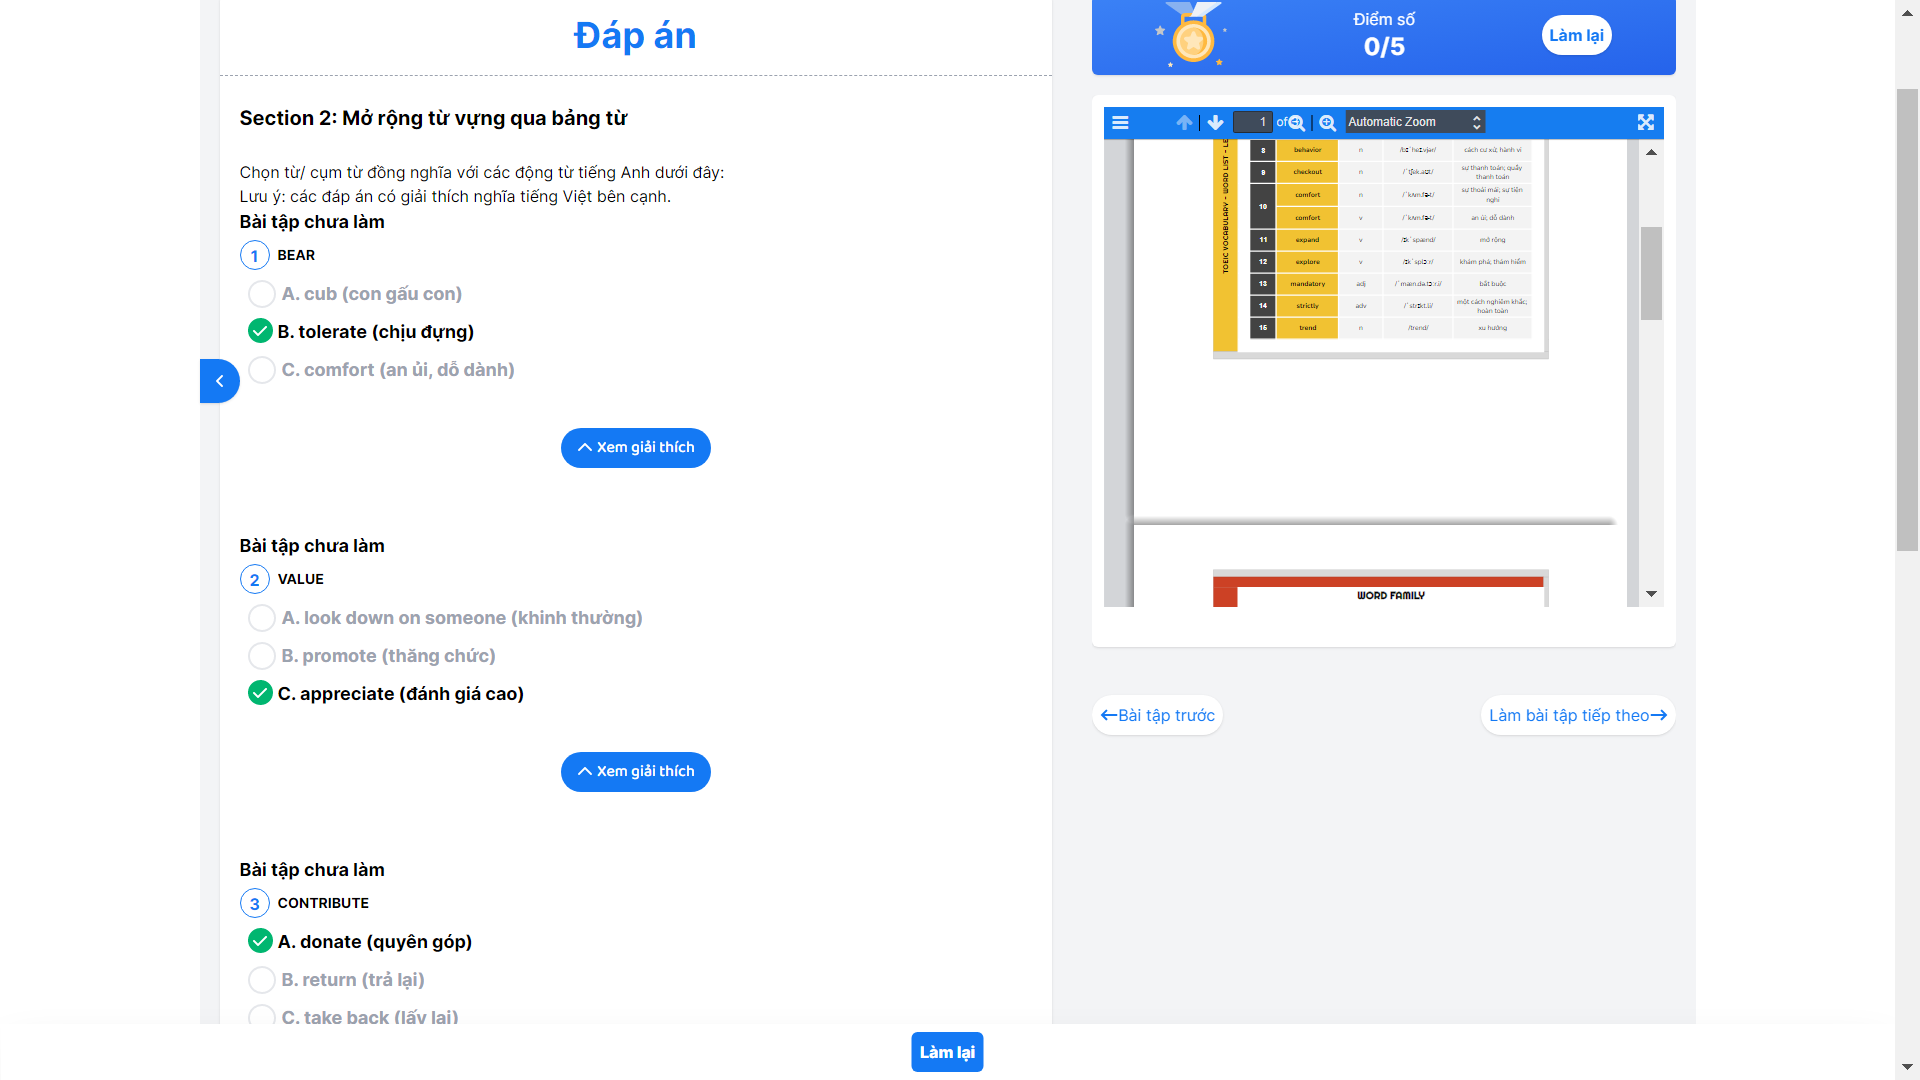 Đáp án
Section 2: Mở rộng từ vựng qua bảng từ
Chọn từ/ cụm từ đồng nghĩa với các động từ tiếng Anh dưới đây:
Lưu ý: các đáp án có giải thích nghĩa tiếng Việt bên cạnh.
Bài tập chưa làm
1 BEAR
A. cub (con gấu con)
B. tolerate (chịu đựng)
C. comfort (an ủi, dỗ dành)
Xem giải thích
Bài tập chưa làm
2 VALUE
A. look down on someone (khinh thường)
B. promote (thăng chức)
C. appreciate (đánh giá cao)
Xem giải thích
Bài tập chưa làm
3 CONTRIBUTE
A. donate (quyên góp)
B. return (trả lại)
C. take back (lấy lại)
Làm lại
Điểm số
0/5
Làm lại
1 of
Automatic Zoom
TOEIC VOCABULARY - WORD LIST - LE
8 behavior n cách cư xử, hành vi
9 checkout n sự thanh toán; quầy thanh toán
10 comfort n sự thoải mái; sự tiện nghi
comfort v an ủi, dỗ dành
11 expand v mở rộng
12 explore v khám phá; thám hiểm
13 mandatory adj bắt buộc
14 strictly adv một cách nghiêm khắc; hoàn toàn
15 trend n /trend/ xu hướng
WORD FAMILY
Bài tập trước
Làm bài tập tiếp theo